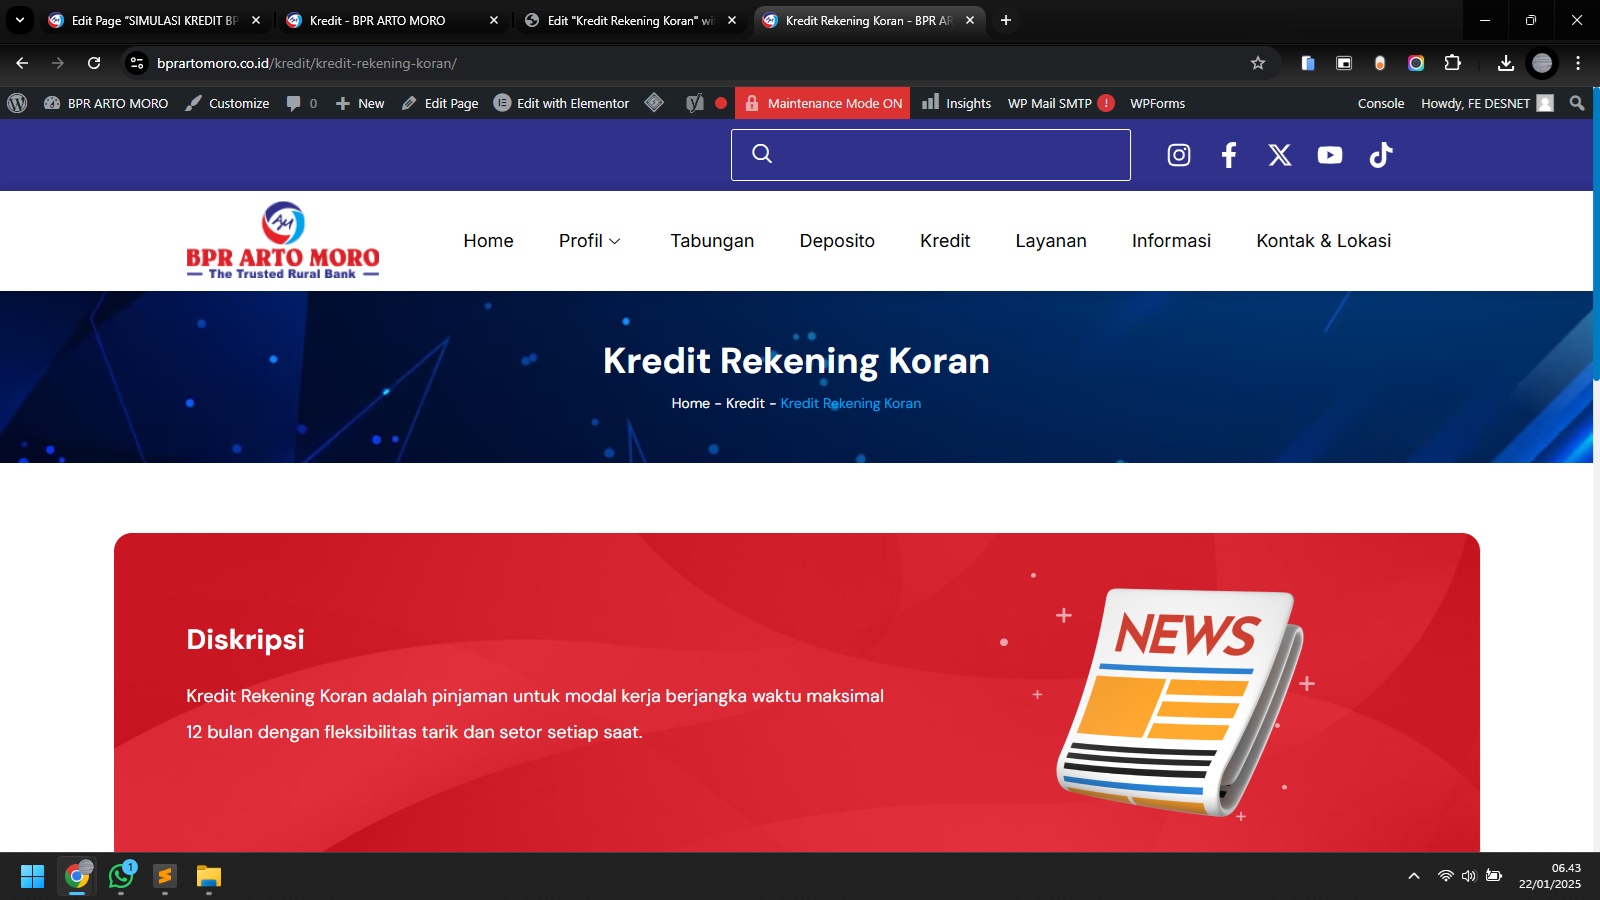 Edit Page "SIMULASI KREDIT BP
Kredit - BPR ARTO MORO
Edit "Kredit Rekening Koran" wi
Kredit Rekening Koran - BPR AR
bprartomoro.co.id/kredit/kredit-rekening-koran/
BPR ARTO MORO
Customize
0
New
Edit Page
Edit with Elementor
Maintenance Mode ON
Insights
WP Mail SMTP !
WPForms
Console
Howdy, FE DESNET
AM
BPR ARTO MORO
The Trusted Rural Bank
Home
Profil
Tabungan
Deposito
Kredit
Layanan
Informasi
Kontak & Lokasi
Kredit Rekening Koran
Home - Kredit - Kredit Rekening Koran
Diskripsi
Kredit Rekening Koran adalah pinjaman untuk modal kerja berjangka waktu maksimal
12 bulan dengan fleksibilitas tarik dan setor setiap saat.
NEWS
1
06.43
22/01/2025